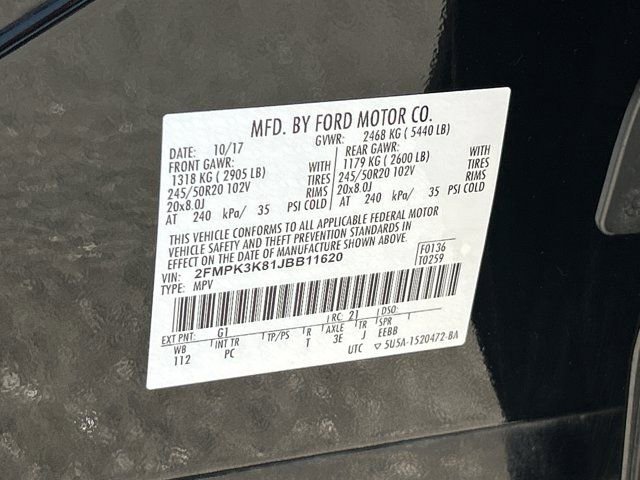 MFD. BY FORD MOTOR CO.
DATE: 10/17 GVWR: 2468 KG ( 5440 LB)
FRONT GAWR: REAR GAWR:
1318 KG ( 2905 LB) WITH 1179 KG ( 2600 LB) WITH
245/50R20 102V TIRES 245/50R20 102V TIRES
20x8.0J RIMS 20x8.0J RIMS
AT 240 kPa/ 35 PSI COLD AT 240 kPa/ 35 PSI COLD
THIS VEHICLE CONFORMS TO ALL APPLICABLE FEDERAL MOTOR
VEHICLE SAFETY AND THEFT PREVENTION STANDARDS IN
EFFECT ON THE DATE OF MANUFACTURE SHOWN ABOVE.
VIN: 2FMPK3K81JBB11620 F0136
TYPE: MPV T0259
EXT PNT: G1 RC: 21 DSO:
WB INT TR TP/PS R AXLE TR SPR
112 PC T 3E J EEBB
UTC ▽ 5U5A-1520472-BA